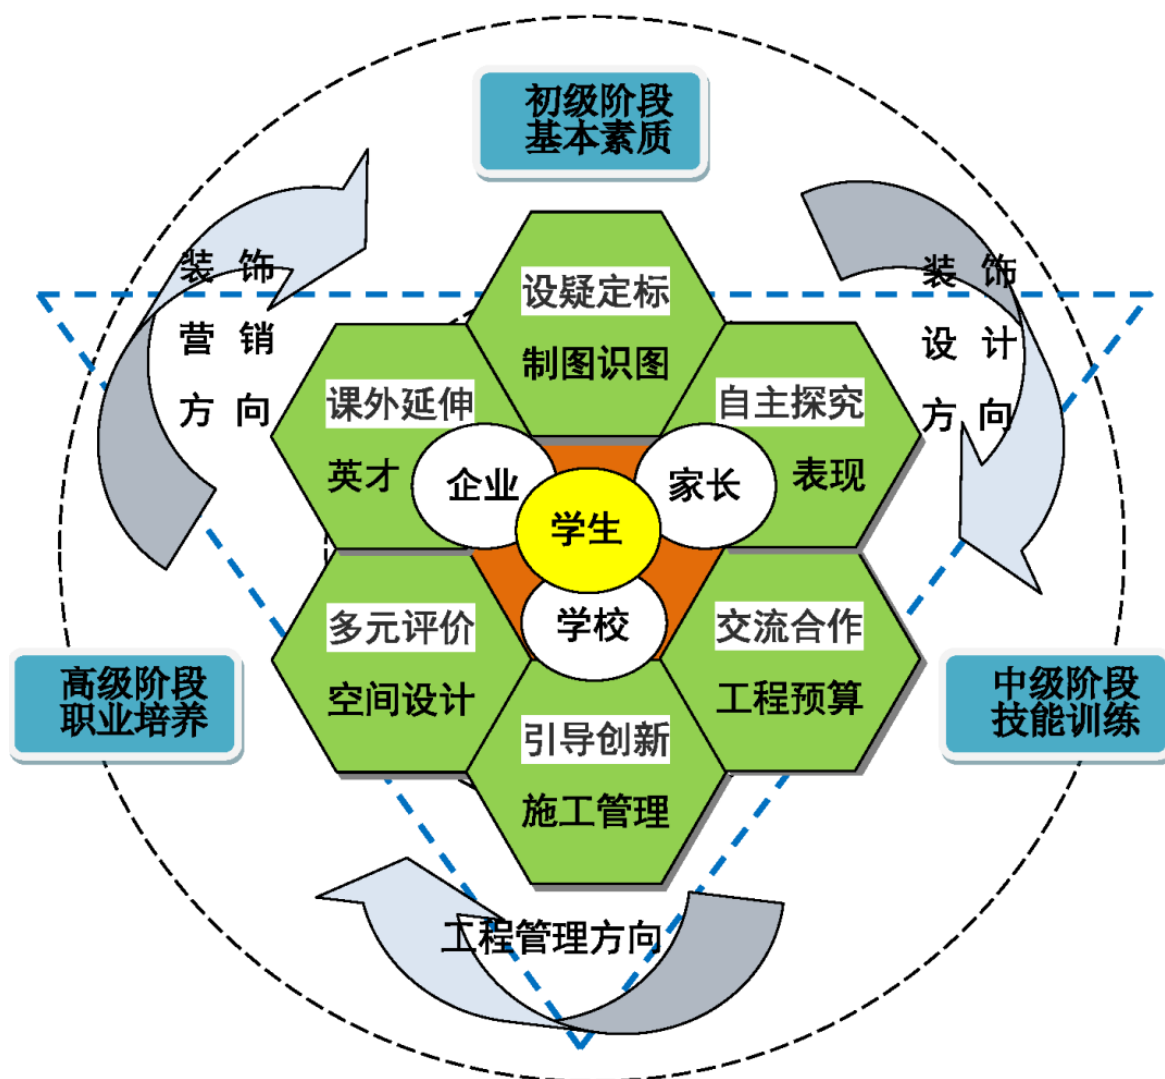 初级阶段
基本素质
装 饰
营 销
方 向
装 饰
设 计
方 向
设疑定标
制图识图
课外延伸
英才
自主探究
表现
企业
家长
学生
学校
多元评价
空间设计
交流合作
工程预算
引导创新
施工管理
高级阶段
职业培养
中级阶段
技能训练
工程管理方向